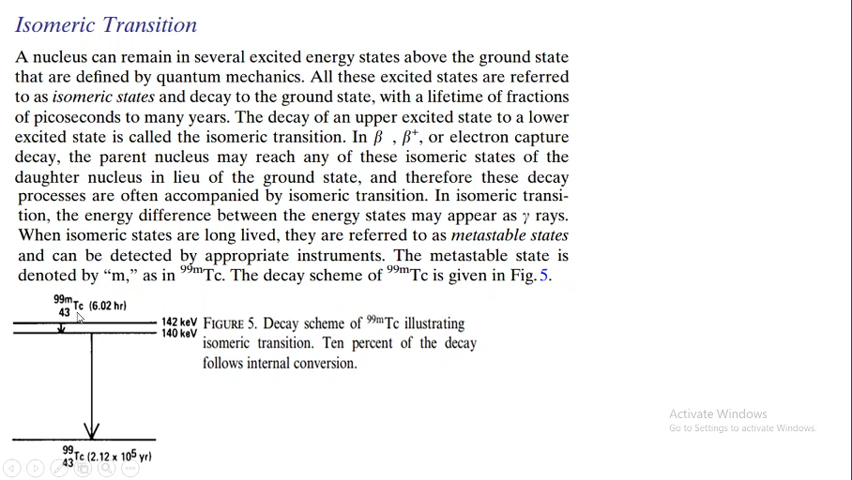 Isomeric Transition
A nucleus can remain in several excited energy states above the ground state
that are defined by quantum mechanics. All these excited states are referred
to as isomeric states and decay to the ground state, with a lifetime of fractions
of picoseconds to many years. The decay of an upper excited state to a lower
excited state is called the isomeric transition. In β , β⁺, or electron capture
decay, the parent nucleus may reach any of these isomeric states of the
daughter nucleus in lieu of the ground state, and therefore these decay
processes are often accompanied by isomeric transition. In isomeric transi-
tion, the energy difference between the energy states may appear as γ rays.
When isomeric states are long lived, they are referred to as metastable states
and can be detected by appropriate instruments. The metastable state is
denoted by “m,” as in ⁹⁹ᵐTc. The decay scheme of ⁹⁹ᵐTc is given in Fig. 5.
99m
43 Tc (6.02 hr)
142 keV
140 keV
FIGURE 5. Decay scheme of ⁹⁹ᵐTc illustrating
isomeric transition. Ten percent of the decay
follows internal conversion.
99
43 Tc (2.12 x 10⁵ yr)
Activate Windows
Go to Settings to activate Windows.